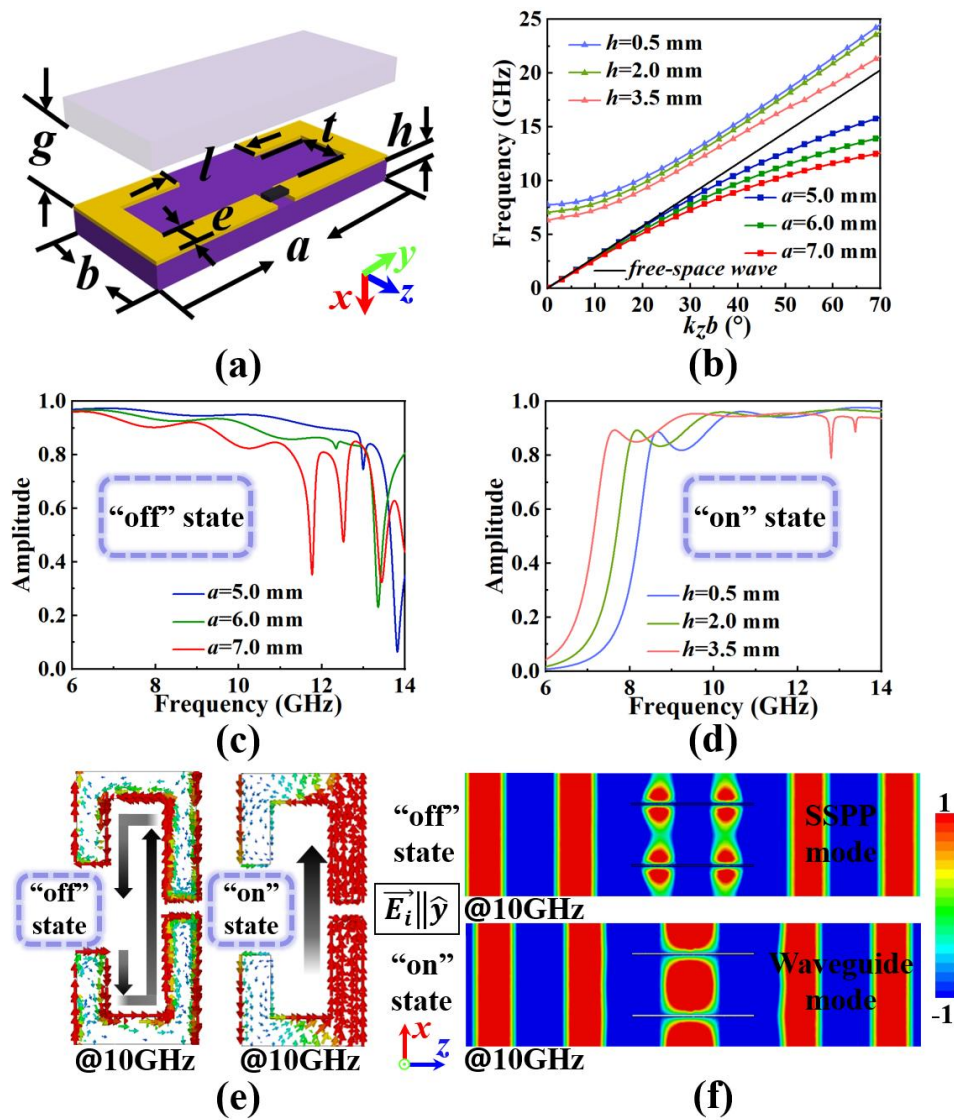 g
l
t
h
e
a
b
y
x
z
(a)
25
20
15
10
5
0
Frequency (GHz)
h=0.5 mm
h=2.0 mm
h=3.5 mm
a=5.0 mm
a=6.0 mm
a=7.0 mm
free-space wave
0 10 20 30 40 50 60 70
kzb (°)
(b)
1.0
0.8
0.6
0.4
0.2
0.0
Amplitude
“off” state
a=5.0 mm
a=6.0 mm
a=7.0 mm
6 8 10 12 14
Frequency (GHz)
(c)
1.0
0.8
0.6
0.4
0.2
0.0
Amplitude
“on” state
h=0.5 mm
h=2.0 mm
h=3.5 mm
6 8 10 12 14
Frequency (GHz)
(d)
“off”
state
@10GHz
“on”
state
@10GHz
(e)
“off”
state
SSPP
mode
@10GHz
E⃗i∥ŷ
“on”
state
Waveguide
mode
@10GHz
x
z
y
1
-1
(f)